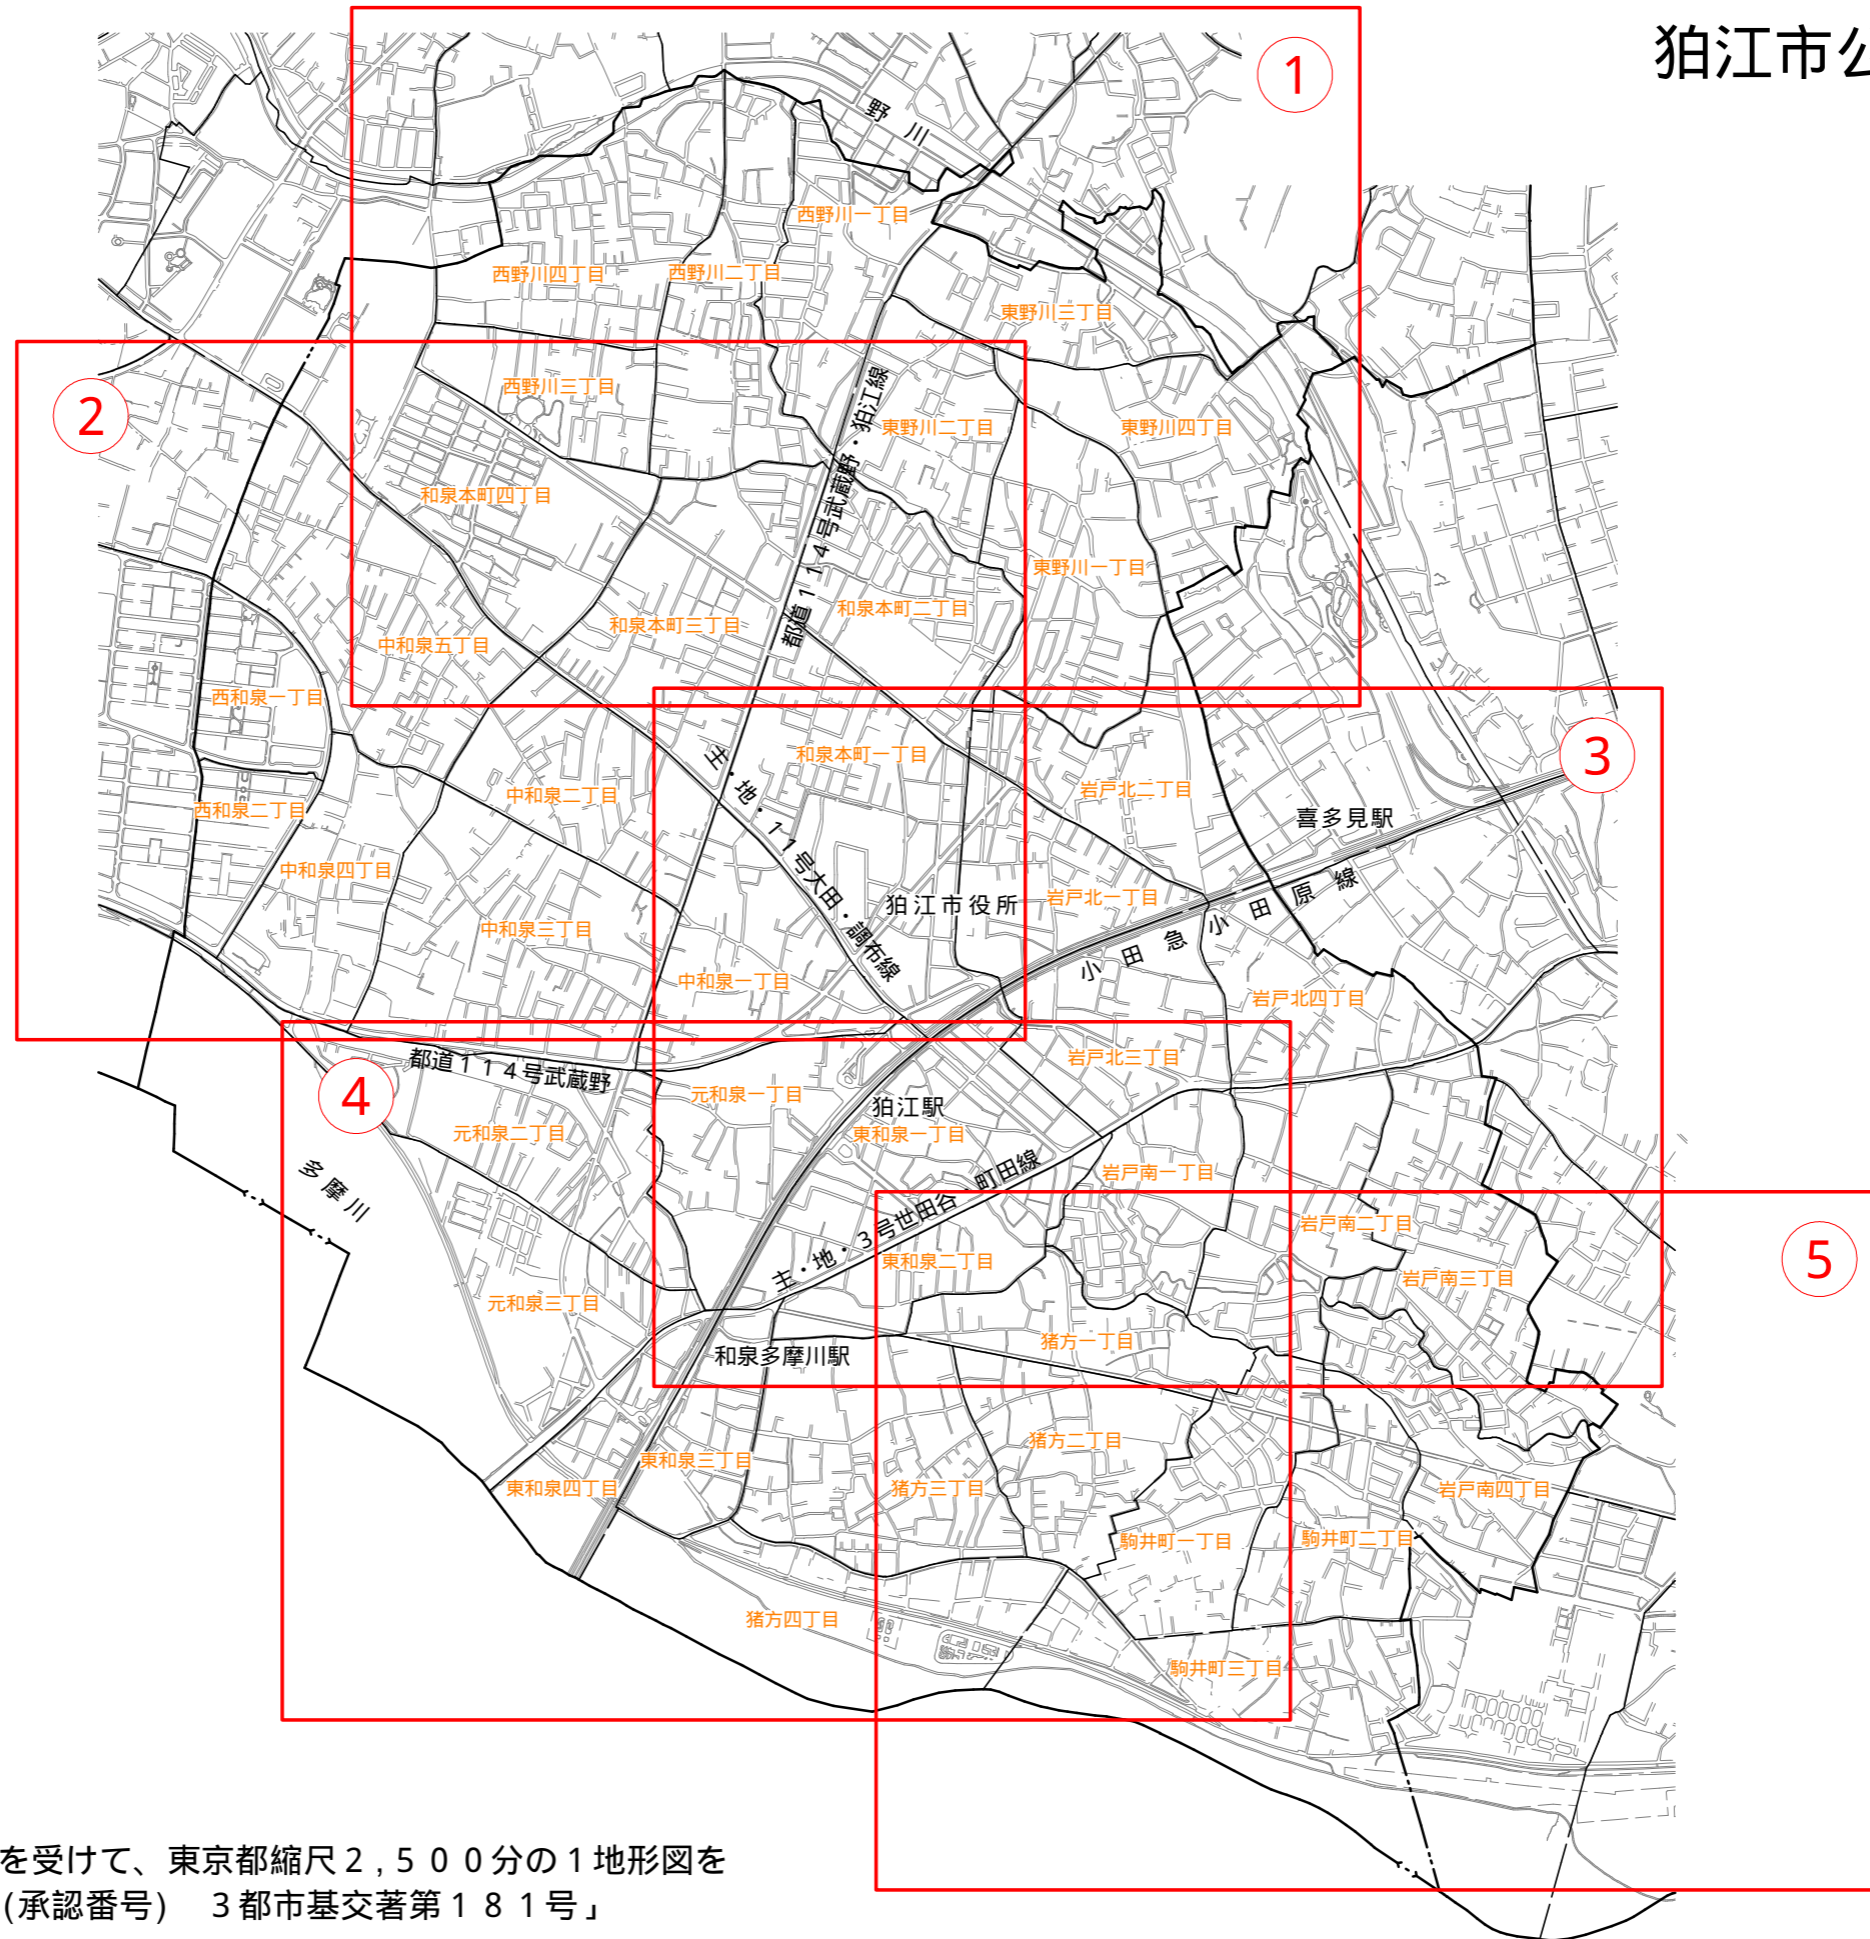 狛江市公
①
野川
西野川一丁目
西野川四丁目
西野川二丁目
東野川三丁目
②
西野川三丁目
都道１１４号武蔵野・狛江線
東野川二丁目
東野川四丁目
和泉本町四丁目
東野川一丁目
和泉本町二丁目
和泉本町三丁目
中和泉五丁目
西和泉一丁目
③
和泉本町一丁目
主・地・１１号大田・調布線
岩戸北二丁目
中和泉二丁目
西和泉二丁目
喜多見駅
中和泉四丁目
岩戸北一丁目
狛江市役所
小田急小田原線
中和泉三丁目
中和泉一丁目
岩戸北四丁目
岩戸北三丁目
都道１１４号武蔵野
④
元和泉一丁目
狛江駅
元和泉二丁目
東和泉一丁目
多摩川
岩戸南一丁目
主・地・３号世田谷・町田線
岩戸南二丁目
⑤
東和泉二丁目
岩戸南三丁目
元和泉三丁目
猪方一丁目
和泉多摩川駅
猪方二丁目
東和泉三丁目
東和泉四丁目
猪方三丁目
岩戸南四丁目
駒井町一丁目
駒井町二丁目
猪方四丁目
駒井町三丁目
を受けて、東京都縮尺２,５００分の１地形図を
(承認番号)　３都市基交著第１８１号」